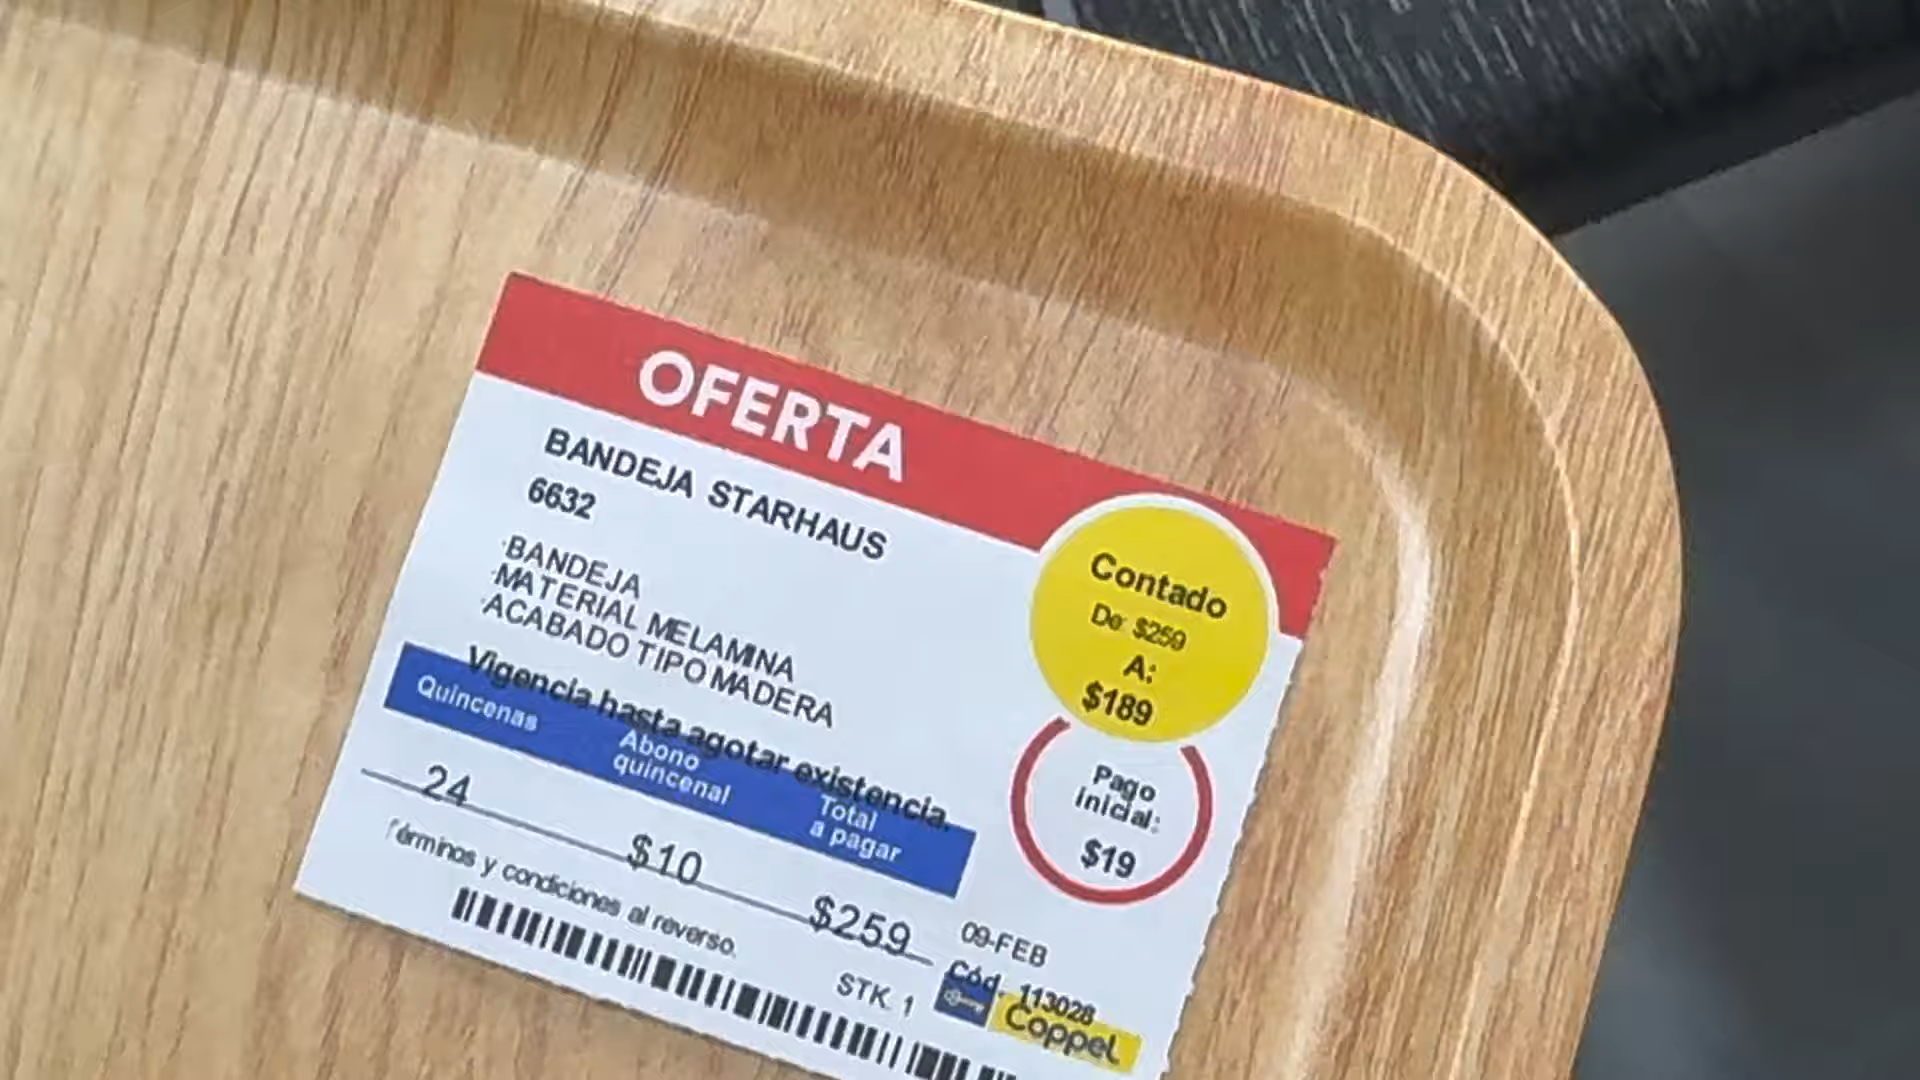 OFERTA
BANDEJA STARHAUS
6632
·BANDEJA
·MATERIAL MELAMINA
·ACABADO TIPO MADERA
Vigencia hasta agotar existencia.
Contado
De: $259
A:
$189
Pago
inicial:
$19
Quincenas
Abono
quincenal
Total
a pagar
24
$10
$259
Términos y condiciones al reverso.
09-FEB
STK. 1
Cód. 113028
Coppel